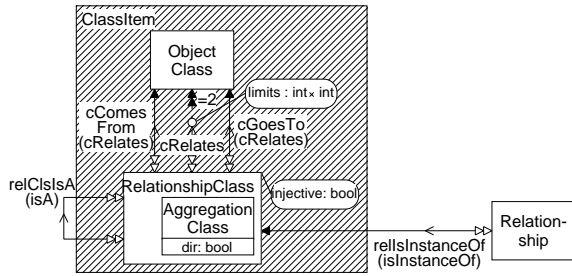 ClassItem
Object
Class
=2
limits : int× int
cComes
From
(cRelates)
cRelates
cGoesTo
(cRelates)
relClsIsA
(isA)
RelationshipClass
injective: bool
Aggregation
Class
dir: bool
relIsInstanceOf
(isInstanceOf)
Relation-
ship